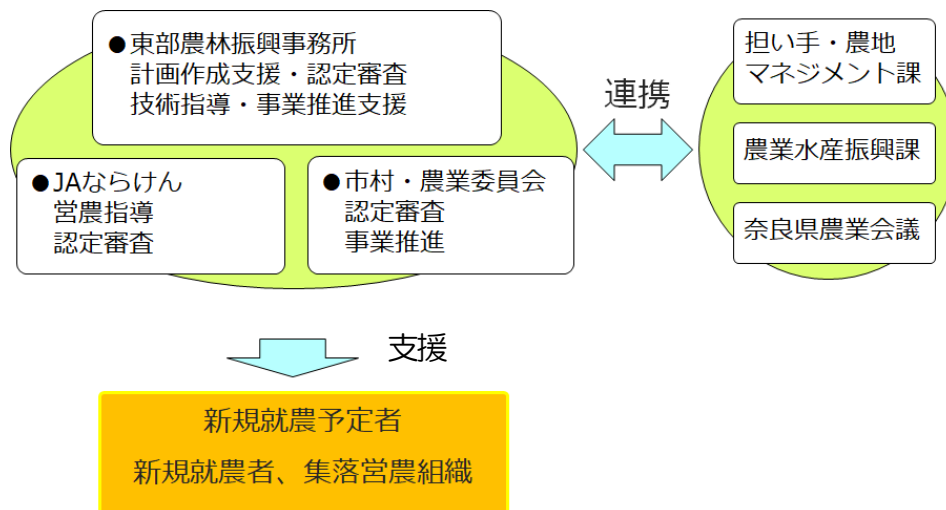 ●東部農林振興事務所
計画作成支援・認定審査
技術指導・事業推進支援
●JAならけん
営農指導
認定審査
●市村・農業委員会
認定審査
事業推進
連携
担い手・農地
マネジメント課
農業水産振興課
奈良県農業会議
支援
新規就農予定者
新規就農者、集落営農組織